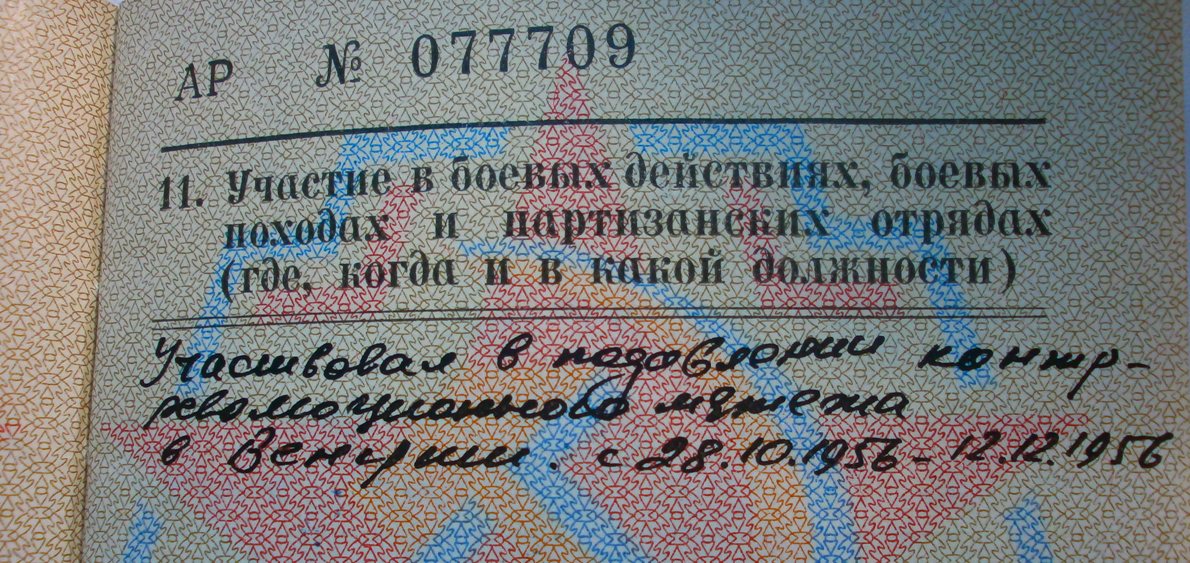 АР № 077709
11. Участие в боевых действиях, боевых
походах и партизанских отрядах
(где, когда и в какой должности)
Участвовал в подавлении контр-
революционного мятежа
в Венгрии. с 28.10.1956 - 12.12.1956